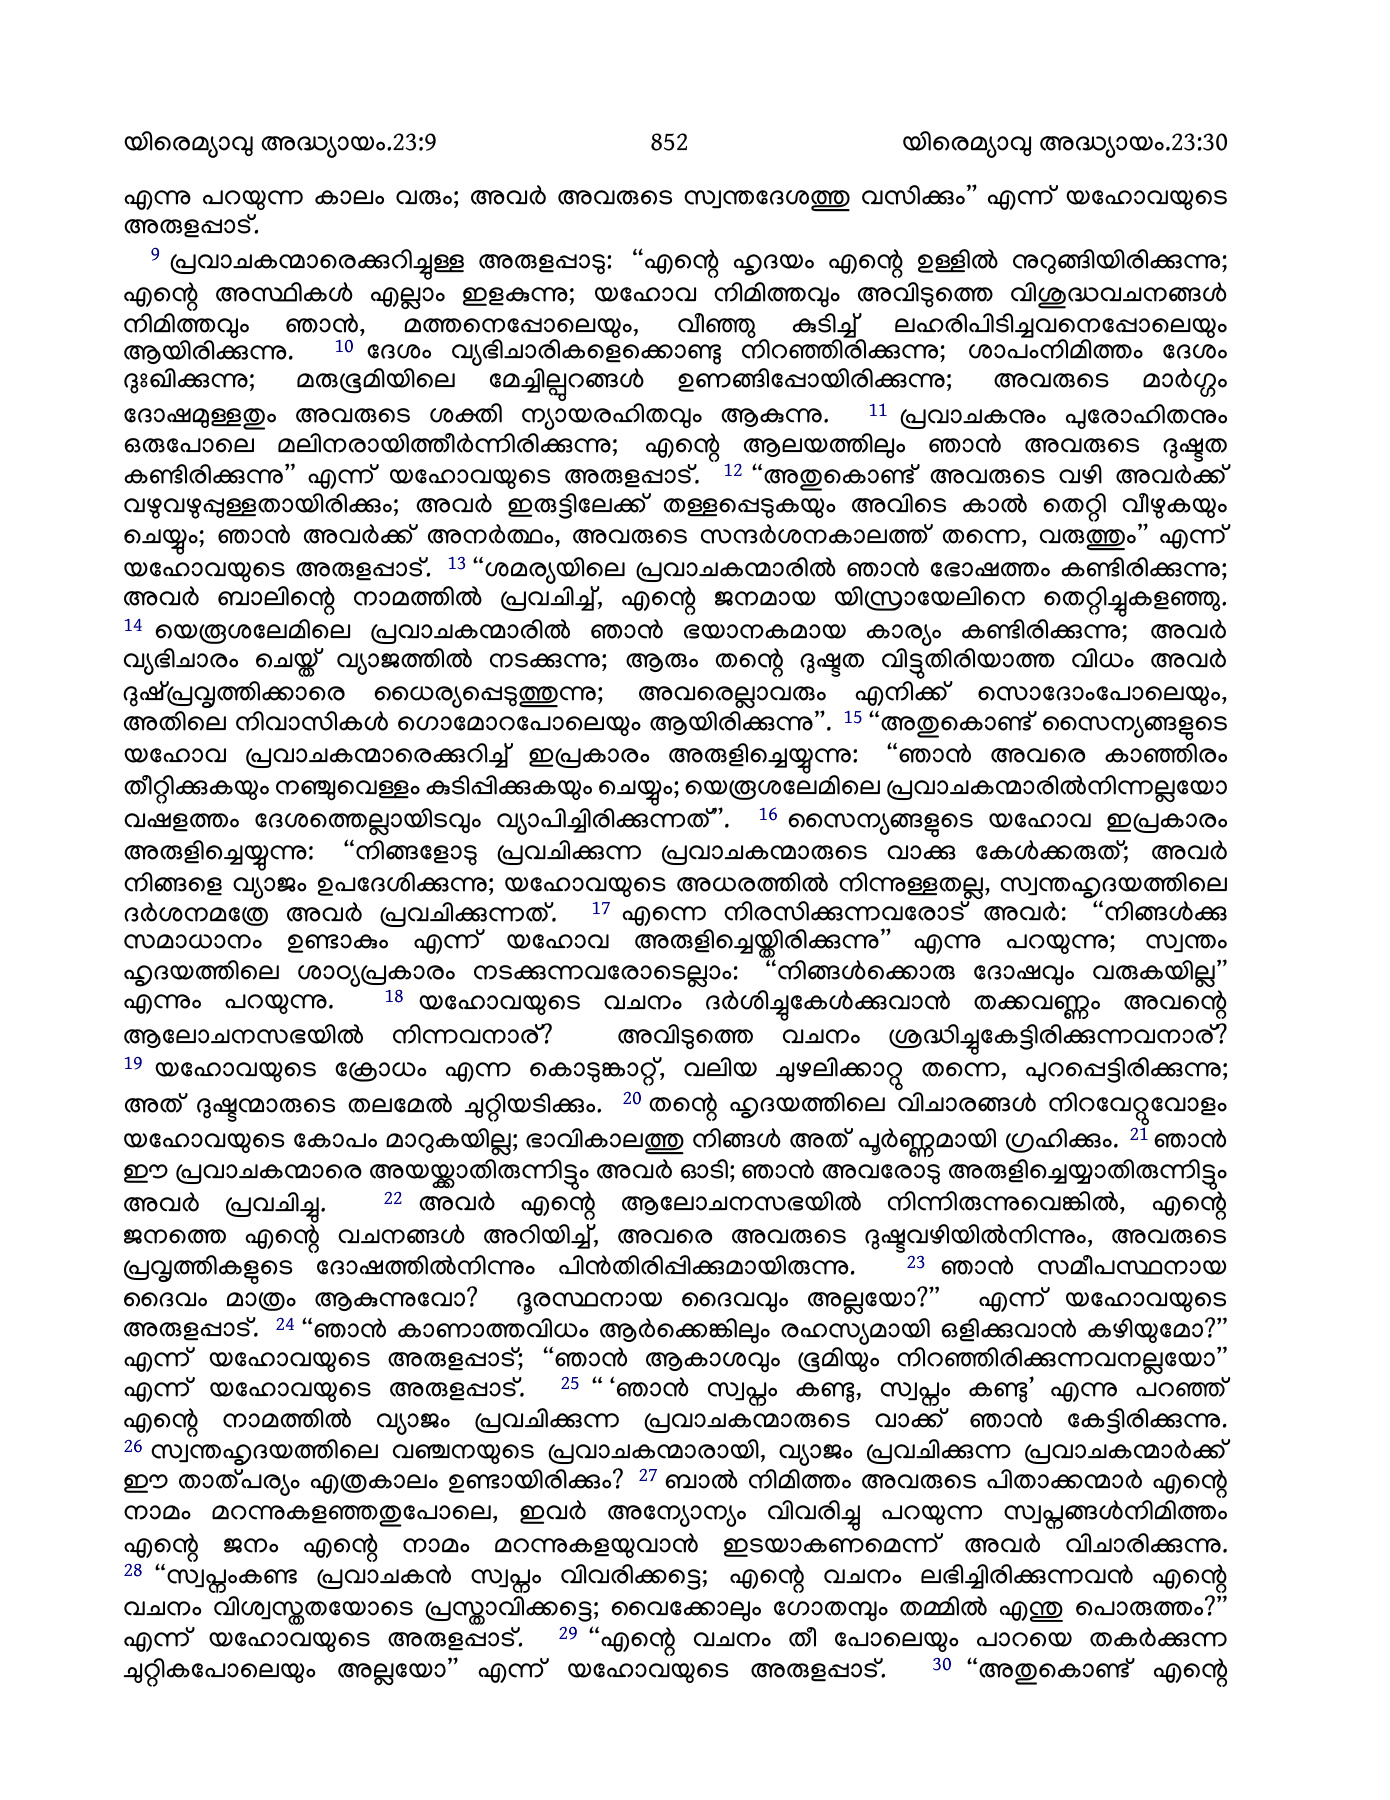 യിരെമ്യാവു അദ്ധ്യായം.23:9 852 യിരെമ്യാവു അദ്ധ്യായം.23:30
എന്നു പറയുന്ന കാലം വരും; അവർ അവരുടെ സ്വന്തദേശത്തു വസിക്കും” എന്ന് യഹോവയുടെ
അരുളപ്പാട്.
9 പ്രവാചകന്മാരെക്കുറിച്ചുള്ള അരുളപ്പാടു: “എന്റെ ഹൃദയം എന്റെ ഉള്ളിൽ നുറുങ്ങിയിരിക്കുന്നു;
എന്റെ അസ്ഥികൾ എല്ലാം ഇളകുന്നു; യഹോവ നിമിത്തവും അവിടുത്തെ വിശുദ്ധവചനങ്ങൾ
നിമിത്തവും ഞാൻ, മത്തനെപ്പോലെയും, വീഞ്ഞു കുടിച്ച് ലഹരിപിടിച്ചവനെപ്പോലെയും
ആയിരിക്കുന്നു. 10 ദേശം വ്യഭിചാരികളെക്കൊണ്ടു നിറഞ്ഞിരിക്കുന്നു; ശാപംനിമിത്തം ദേശം
ദുഃഖിക്കുന്നു; മരുഭൂമിയിലെ മേച്ചില്പുറങ്ങൾ ഉണങ്ങിപ്പോയിരിക്കുന്നു; അവരുടെ മാർഗ്ഗം
ദോഷമുള്ളതും അവരുടെ ശക്തി ന്യായരഹിതവും ആകുന്നു. 11 പ്രവാചകനും പുരോഹിതനും
ഒരുപോലെ മലിനരായിത്തീർന്നിരിക്കുന്നു; എന്റെ ആലയത്തിലും ഞാൻ അവരുടെ ദുഷ്ടത
കണ്ടിരിക്കുന്നു” എന്ന് യഹോവയുടെ അരുളപ്പാട്. 12 “അതുകൊണ്ട് അവരുടെ വഴി അവർക്ക്
വഴുവഴുപ്പുള്ളതായിരിക്കും; അവർ ഇരുട്ടിലേക്ക് തള്ളപ്പെടുകയും അവിടെ കാൽ തെറ്റി വീഴുകയും
ചെയ്യും; ഞാൻ അവർക്ക് അനർത്ഥം, അവരുടെ സന്ദർശനകാലത്ത് തന്നെ, വരുത്തും” എന്ന്
യഹോവയുടെ അരുളപ്പാട്. 13 “ശമര്യയിലെ പ്രവാചകന്മാരിൽ ഞാൻ ഭോഷത്തം കണ്ടിരിക്കുന്നു;
അവർ ബാലിന്റെ നാമത്തിൽ പ്രവചിച്ച്, എന്റെ ജനമായ യിസ്രായേലിനെ തെറ്റിച്ചുകളഞ്ഞു.
14 യെരൂശലേമിലെ പ്രവാചകന്മാരിൽ ഞാൻ ഭയാനകമായ കാര്യം കണ്ടിരിക്കുന്നു; അവർ
വ്യഭിചാരം ചെയ്ത് വ്യാജത്തിൽ നടക്കുന്നു; ആരും തന്റെ ദുഷ്ടത വിട്ടുതിരിയാത്ത വിധം അവർ
ദുഷ്പ്രവൃത്തിക്കാരെ ധൈര്യപ്പെടുത്തുന്നു; അവരെല്ലാവരും എനിക്ക് സൊദോംപോലെയും,
അതിലെ നിവാസികൾ ഗൊമോറപോലെയും ആയിരിക്കുന്നു”. 15 “അതുകൊണ്ട് സൈന്യങ്ങളുടെ
യഹോവ പ്രവാചകന്മാരെക്കുറിച്ച് ഇപ്രകാരം അരുളിച്ചെയ്യുന്നു: “ഞാൻ അവരെ കാഞ്ഞിരം
തീറ്റിക്കുകയും നഞ്ചുവെള്ളം കുടിപ്പിക്കുകയും ചെയ്യും; യെരൂശലേമിലെ പ്രവാചകന്മാരിൽനിന്നല്ലയോ
വഷളത്തം ദേശത്തെല്ലായിടവും വ്യാപിച്ചിരിക്കുന്നത്”. 16 സൈന്യങ്ങളുടെ യഹോവ ഇപ്രകാരം
അരുളിച്ചെയ്യുന്നു: “നിങ്ങളോടു പ്രവചിക്കുന്ന പ്രവാചകന്മാരുടെ വാക്കു കേൾക്കരുത്; അവർ
നിങ്ങളെ വ്യാജം ഉപദേശിക്കുന്നു; യഹോവയുടെ അധരത്തിൽ നിന്നുള്ളതല്ല, സ്വന്തഹൃദയത്തിലെ
ദർശനമത്രേ അവർ പ്രവചിക്കുന്നത്. 17 എന്നെ നിരസിക്കുന്നവരോട് അവർ: “നിങ്ങൾക്കു
സമാധാനം ഉണ്ടാകും എന്ന് യഹോവ അരുളിച്ചെയ്തിരിക്കുന്നു” എന്നു പറയുന്നു; സ്വന്തം
ഹൃദയത്തിലെ ശാഠ്യപ്രകാരം നടക്കുന്നവരോടെല്ലാം: “നിങ്ങൾക്കൊരു ദോഷവും വരുകയില്ല”
എന്നും പറയുന്നു. 18 യഹോവയുടെ വചനം ദർശിച്ചുകേൾക്കുവാൻ തക്കവണ്ണം അവന്റെ
ആലോചനസഭയിൽ നിന്നവനാര്? അവിടുത്തെ വചനം ശ്രദ്ധിച്ചുകേട്ടിരിക്കുന്നവനാര്?
19 യഹോവയുടെ ക്രോധം എന്ന കൊടുങ്കാറ്റ്, വലിയ ചുഴലിക്കാറ്റു തന്നെ, പുറപ്പെട്ടിരിക്കുന്നു;
അത് ദുഷ്ടന്മാരുടെ തലമേൽ ചുറ്റിയടിക്കും. 20 തന്റെ ഹൃദയത്തിലെ വിചാരങ്ങൾ നിറവേറ്റുവോളം
യഹോവയുടെ കോപം മാറുകയില്ല; ഭാവികാലത്തു നിങ്ങൾ അത് പൂർണ്ണമായി ഗ്രഹിക്കും. 21 ഞാൻ
ഈ പ്രവാചകന്മാരെ അയയ്ക്കാതിരുന്നിട്ടും അവർ ഓടി; ഞാൻ അവരോടു അരുളിച്ചെയ്യാതിരുന്നിട്ടും
അവർ പ്രവചിച്ചു. 22 അവർ എന്റെ ആലോചനസഭയിൽ നിന്നിരുന്നുവെങ്കിൽ, എന്റെ
ജനത്തെ എന്റെ വചനങ്ങൾ അറിയിച്ച്, അവരെ അവരുടെ ദുഷ്ടവഴിയിൽനിന്നും, അവരുടെ
പ്രവൃത്തികളുടെ ദോഷത്തിൽനിന്നും പിൻതിരിപ്പിക്കുമായിരുന്നു. 23 ഞാൻ സമീപസ്ഥനായ
ദൈവം മാത്രം ആകുന്നുവോ? ദൂരസ്ഥനായ ദൈവവും അല്ലയോ?” എന്ന് യഹോവയുടെ
അരുളപ്പാട്. 24 “ഞാൻ കാണാത്തവിധം ആർക്കെങ്കിലും രഹസ്യമായി ഒളിക്കുവാൻ കഴിയുമോ?”
എന്ന് യഹോവയുടെ അരുളപ്പാട്; “ഞാൻ ആകാശവും ഭൂമിയും നിറഞ്ഞിരിക്കുന്നവനല്ലയോ”
എന്ന് യഹോവയുടെ അരുളപ്പാട്. 25 “ ‘ഞാൻ സ്വപ്നം കണ്ടു, സ്വപ്നം കണ്ടു’ എന്നു പറഞ്ഞ്
എന്റെ നാമത്തിൽ വ്യാജം പ്രവചിക്കുന്ന പ്രവാചകന്മാരുടെ വാക്ക് ഞാൻ കേട്ടിരിക്കുന്നു.
26 സ്വന്തഹൃദയത്തിലെ വഞ്ചനയുടെ പ്രവാചകന്മാരായി, വ്യാജം പ്രവചിക്കുന്ന പ്രവാചകന്മാർക്ക്
ഈ താത്പര്യം എത്രകാലം ഉണ്ടായിരിക്കും? 27 ബാൽ നിമിത്തം അവരുടെ പിതാക്കന്മാർ എന്റെ
നാമം മറന്നുകളഞ്ഞതുപോലെ, ഇവർ അന്യോന്യം വിവരിച്ചു പറയുന്ന സ്വപ്നങ്ങൾനിമിത്തം
എന്റെ ജനം എന്റെ നാമം മറന്നുകളയുവാൻ ഇടയാകണമെന്ന് അവർ വിചാരിക്കുന്നു.
28 “സ്വപ്നംകണ്ട പ്രവാചകൻ സ്വപ്നം വിവരിക്കട്ടെ; എന്റെ വചനം ലഭിച്ചിരിക്കുന്നവൻ എന്റെ
വചനം വിശ്വസ്തതയോടെ പ്രസ്താവിക്കട്ടെ; വൈക്കോലും ഗോതമ്പും തമ്മിൽ എന്തു പൊരുത്തം?”
എന്ന് യഹോവയുടെ അരുളപ്പാട്. 29 “എന്റെ വചനം തീ പോലെയും പാറയെ തകർക്കുന്ന
ചുറ്റികപോലെയും അല്ലയോ” എന്ന് യഹോവയുടെ അരുളപ്പാട്. 30 “അതുകൊണ്ട് എന്റെ